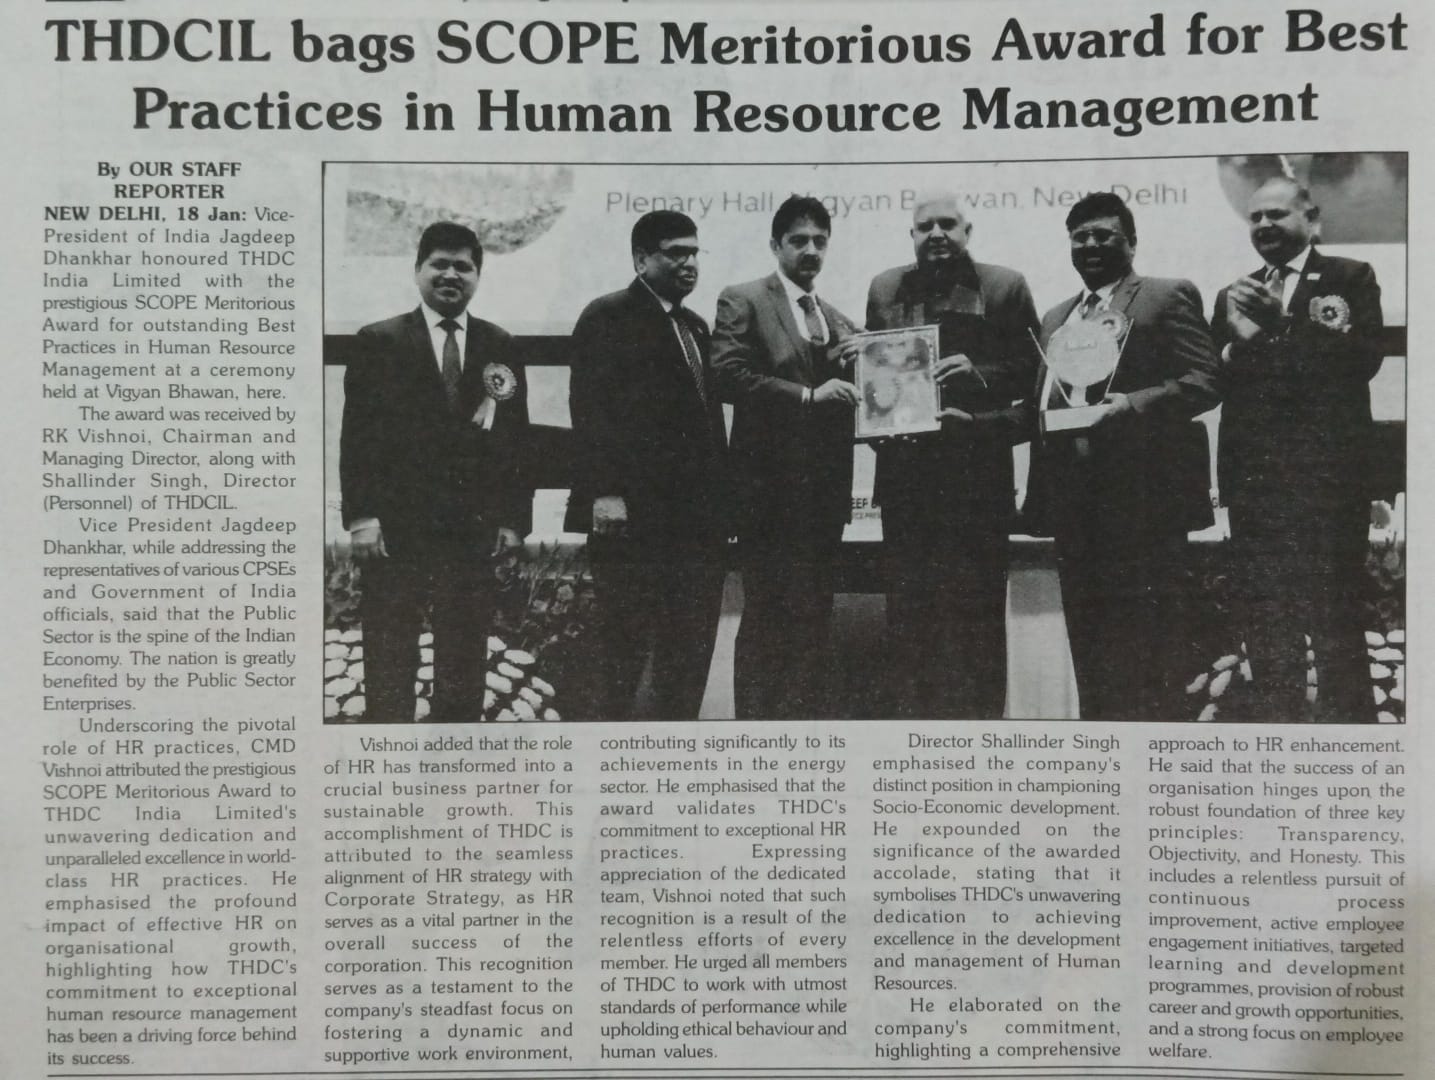 THDCIL bags SCOPE Meritorious Award for Best
Practices in Human Resource Management
By OUR STAFF
REPORTER
NEW DELHI, 18 Jan: Vice-
President of India Jagdeep
Dhankhar honoured THDC
India Limited with the
prestigious SCOPE Meritorious
Award for outstanding Best
Practices in Human Resource
Management at a ceremony
held at Vigyan Bhawan, here.
The award was received by
RK Vishnoi, Chairman and
Managing Director, along with
Shallinder Singh, Director
(Personnel) of THDCIL.
Vice President Jagdeep
Dhankhar, while addressing the
representatives of various CPSEs
and Government of India
officials, said that the Public
Sector is the spine of the Indian
Economy. The nation is greatly
benefited by the Public Sector
Enterprises.
Underscoring the pivotal
role of HR practices, CMD
Vishnoi attributed the prestigious
SCOPE Meritorious Award to
THDC India Limited's
unwavering dedication and
unparalleled excellence in world-
class HR practices. He
emphasised the profound
impact of effective HR on
organisational growth,
highlighting how THDC's
commitment to exceptional
human resource management
has been a driving force behind
its success.
Plenary Hall, Vigyan Bhawan, New Delhi
Vishnoi added that the role
of HR has transformed into a
crucial business partner for
sustainable growth. This
accomplishment of THDC is
attributed to the seamless
alignment of HR strategy with
Corporate Strategy, as HR
serves as a vital partner in the
overall success of the
corporation. This recognition
serves as a testament to the
company's steadfast focus on
fostering a dynamic and
supportive work environment,
contributing significantly to its
achievements in the energy
sector. He emphasised that the
award validates THDC's
commitment to exceptional HR
practices. Expressing
appreciation of the dedicated
team, Vishnoi noted that such
recognition is a result of the
relentless efforts of every
member. He urged all members
of THDC to work with utmost
standards of performance while
upholding ethical behaviour and
human values.
Director Shallinder Singh
emphasised the company's
distinct position in championing
Socio-Economic development.
He expounded on the
significance of the awarded
accolade, stating that it
symbolises THDC's unwavering
dedication to achieving
excellence in the development
and management of Human
Resources.
He elaborated on the
company's commitment,
highlighting a comprehensive
approach to HR enhancement.
He said that the success of an
organisation hinges upon the
robust foundation of three key
principles: Transparency,
Objectivity, and Honesty. This
includes a relentless pursuit of
continuous process
improvement, active employee
engagement initiatives, targeted
learning and development
programmes, provision of robust
career and growth opportunities,
and a strong focus on employee
welfare.